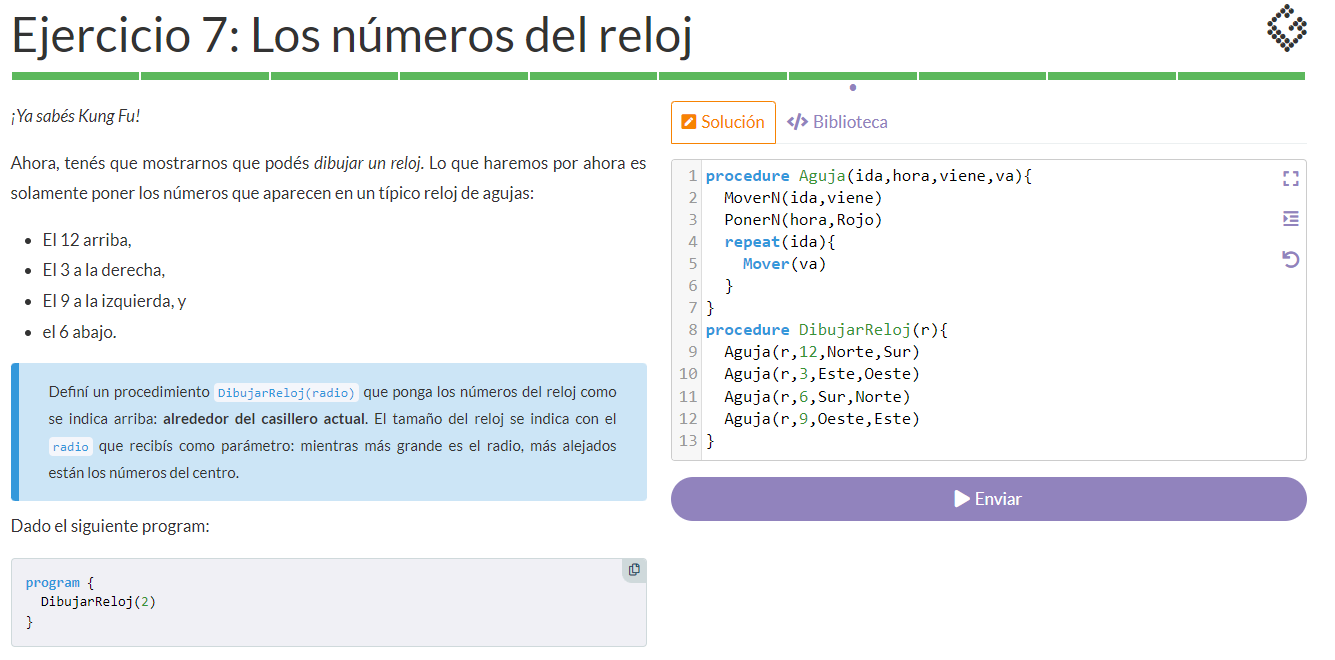 Ejercicio 7: Los números del reloj
¡Ya sabés Kung Fu!
Ahora, tenés que mostrarnos que podés dibujar un reloj. Lo que haremos por ahora es
solamente poner los números que aparecen en un típico reloj de agujas:
• El 12 arriba,
• El 3 a la derecha,
• El 9 a la izquierda, y
• el 6 abajo.
Definí un procedimiento DibujarReloj(radio) que ponga los números del reloj como
se indica arriba: alrededor del casillero actual. El tamaño del reloj se indica con el
radio que recibís como parámetro: mientras más grande es el radio, más alejados
están los números del centro.
Dado el siguiente program:
program {
  DibujarReloj(2)
}
Solución
</> Biblioteca
1 procedure Aguja(ida,hora,viene,va){
2   MoverN(ida,viene)
3   PonerN(hora,Rojo)
4   repeat(ida){
5     Mover(va)
6   }
7 }
8 procedure DibujarReloj(r){
9   Aguja(r,12,Norte,Sur)
10   Aguja(r,3,Este,Oeste)
11   Aguja(r,6,Sur,Norte)
12   Aguja(r,9,Oeste,Este)
13 }
Enviar